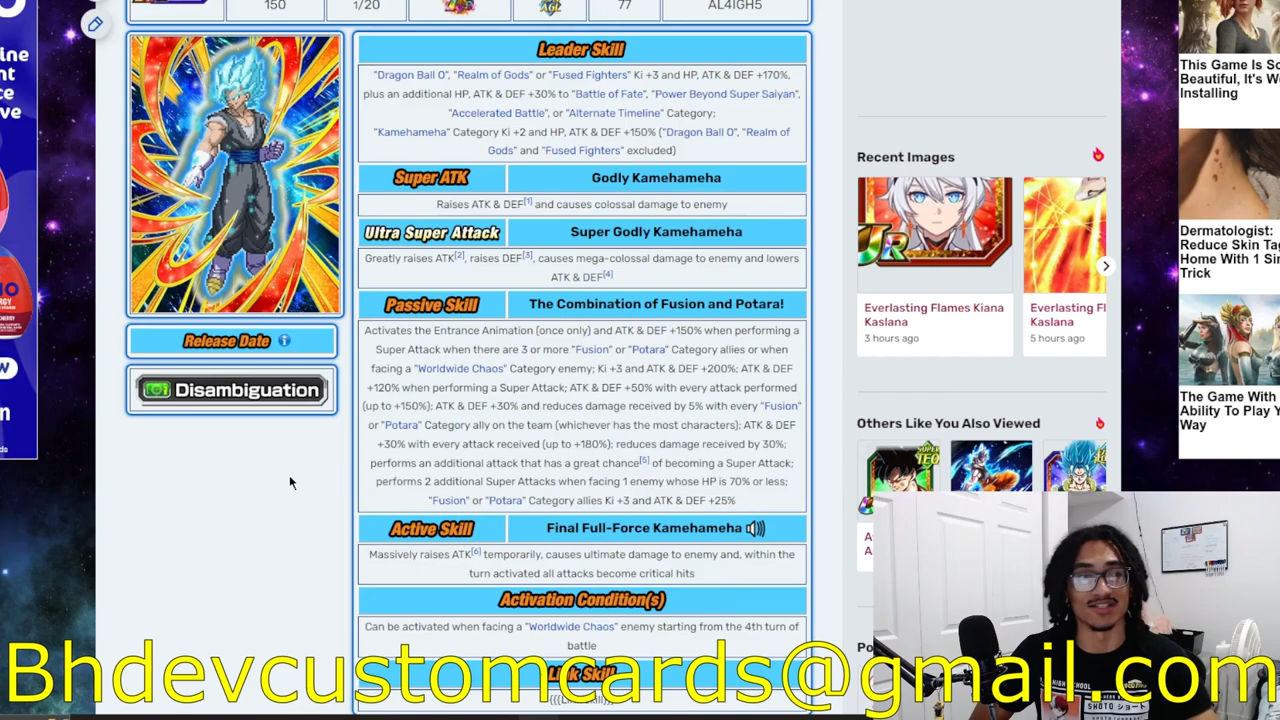 150
1/20
77
AL4IGH5
Leader Skill
"Dragon Ball 0", "Realm of Gods" or "Fused Fighters" Ki +3 and HP, ATK & DEF +170%,
plus an additional HP, ATK & DEF +30% to "Battle of Fate", "Power Beyond Super Saiyan",
"Accelerated Battle", or "Alternate Timeline" Category;
"Kamehameha" Category Ki +2 and HP, ATK & DEF +150% ("Dragon Ball 0", "Realm of
Gods" and "Fused Fighters" excluded)
Super ATK
Godly Kamehameha
Raises ATK & DEF[1] and causes colossal damage to enemy
Ultra Super Attack
Super Godly Kamehameha
Greatly raises ATK[2], raises DEF[3], causes mega-colossal damage to enemy and lowers
ATK & DEF[4]
Passive Skill
The Combination of Fusion and Potara!
Activates the Entrance Animation (once only) and ATK & DEF +150% when performing a
Super Attack when there are 3 or more "Fusion" or "Potara" Category allies or when
facing a "Worldwide Chaos" Category enemy; Ki +3 and ATK & DEF +200%; ATK & DEF
+120% when performing a Super Attack; ATK & DEF +50% with every attack performed
(up to +150%); ATK & DEF +30% and reduces damage received by 5% with every "Fusion"
or "Potara" Category ally on the team (whichever has the most characters); ATK & DEF
+30% with every attack received (up to +180%); reduces damage received by 30%;
performs an additional attack that has a great chance[5] of becoming a Super Attack;
performs 2 additional Super Attacks when facing 1 enemy whose HP is 70% or less;
"Fusion" or "Potara" Category allies Ki +3 and ATK & DEF +25%
Active Skill
Final Full-Force Kamehameha
Massively raises ATK[6] temporarily, causes ultimate damage to enemy and, within the
turn activated all attacks become critical hits
Activation Condition(s)
Can be activated when facing a "Worldwide Chaos" enemy starting from the 4th turn of
battle
Link Skill
Release Date
Disambiguation
Recent Images
Everlasting Flames Kiana
Kaslana
3 hours ago
Everlasting Fl
Kaslana
5 hours ago
Others Like You Also Viewed
This Game Is So
Beautiful, It's W
Installing
Dermatologist:
Reduce Skin Ta
Home With 1 Si
Trick
The Game With
Ability To Play Y
Way
Bhdevcustomcards@gmail.com